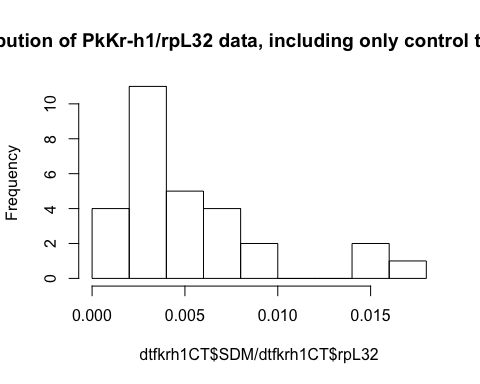 bution of PkKr-h1/rpL32 data, including only control t
Frequency
10
8
6
4
2
0
0.000 0.005 0.010 0.015
dtfkrh1CT$SDM/dtfkrh1CT$rpL32